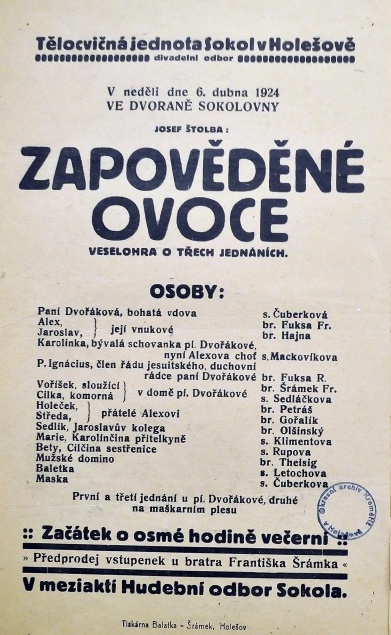 Tělocvičná jednota Sokol v Holešově
divadelní odbor
V neděli dne 6. dubna 1924
VE DVORANĚ SOKOLOVNY
JOSEF ŠTOLBA:
ZAPOVĚDĚNÉ
OVOCE
VESELOHRA O TŘECH JEDNÁNÍCH.
OSOBY:
Paní Dvořáková, bohatá vdova s. Čuberková
Alex, br. Fuksa Fr.
Jaroslav, } její vnukové br. Hajna
Karolinka, bývalá schovanka pí. Dvořákové,
nyní Alexova choť s. Mackovíkova
P. Ignácius, člen řádu jesuitského, duchovní
rádce paní Dvořákové br. Fuksa R.
Voříšek, sloužící br. Šrámek Fr.
Cilka, komorná } v domě pí. Dvořákové s. Sedláčkova
Holeček, br. Petráš
Středa, } přátelé Alexovi br. Gořalík
Sedlík, Jaroslavův kolega br. Olšinský
Marie, Karolínčina přítelkyně s. Klimentova
Bety, Cilčina sestřenice s. Rupova
Mužské domino br. Theisig
Baletka s. Letochova
Maska s. Čuberkova
První a třetí jednání u pí. Dvořákové, druhé
na maškarním plesu
:: Začátek o osmé hodině večerní ::
» Předprodej vstupenek u bratra Františka Šrámka «
V meziaktí Hudební odbor Sokola.
Tiskárna Balatka - Šrámek, Holešov
Okresní archiv Kroměříž
v Holešově